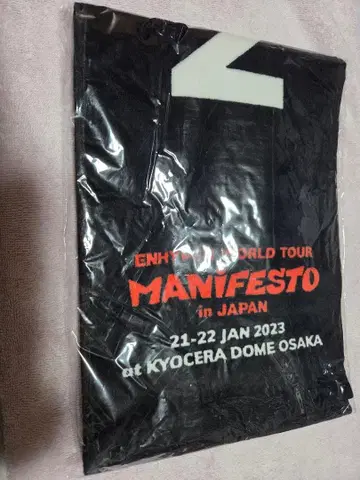 WORLD TOUR
MANIFESTO
in JAPAN
21-22 JAN 2023
at KYOCERA DOME OSAKA